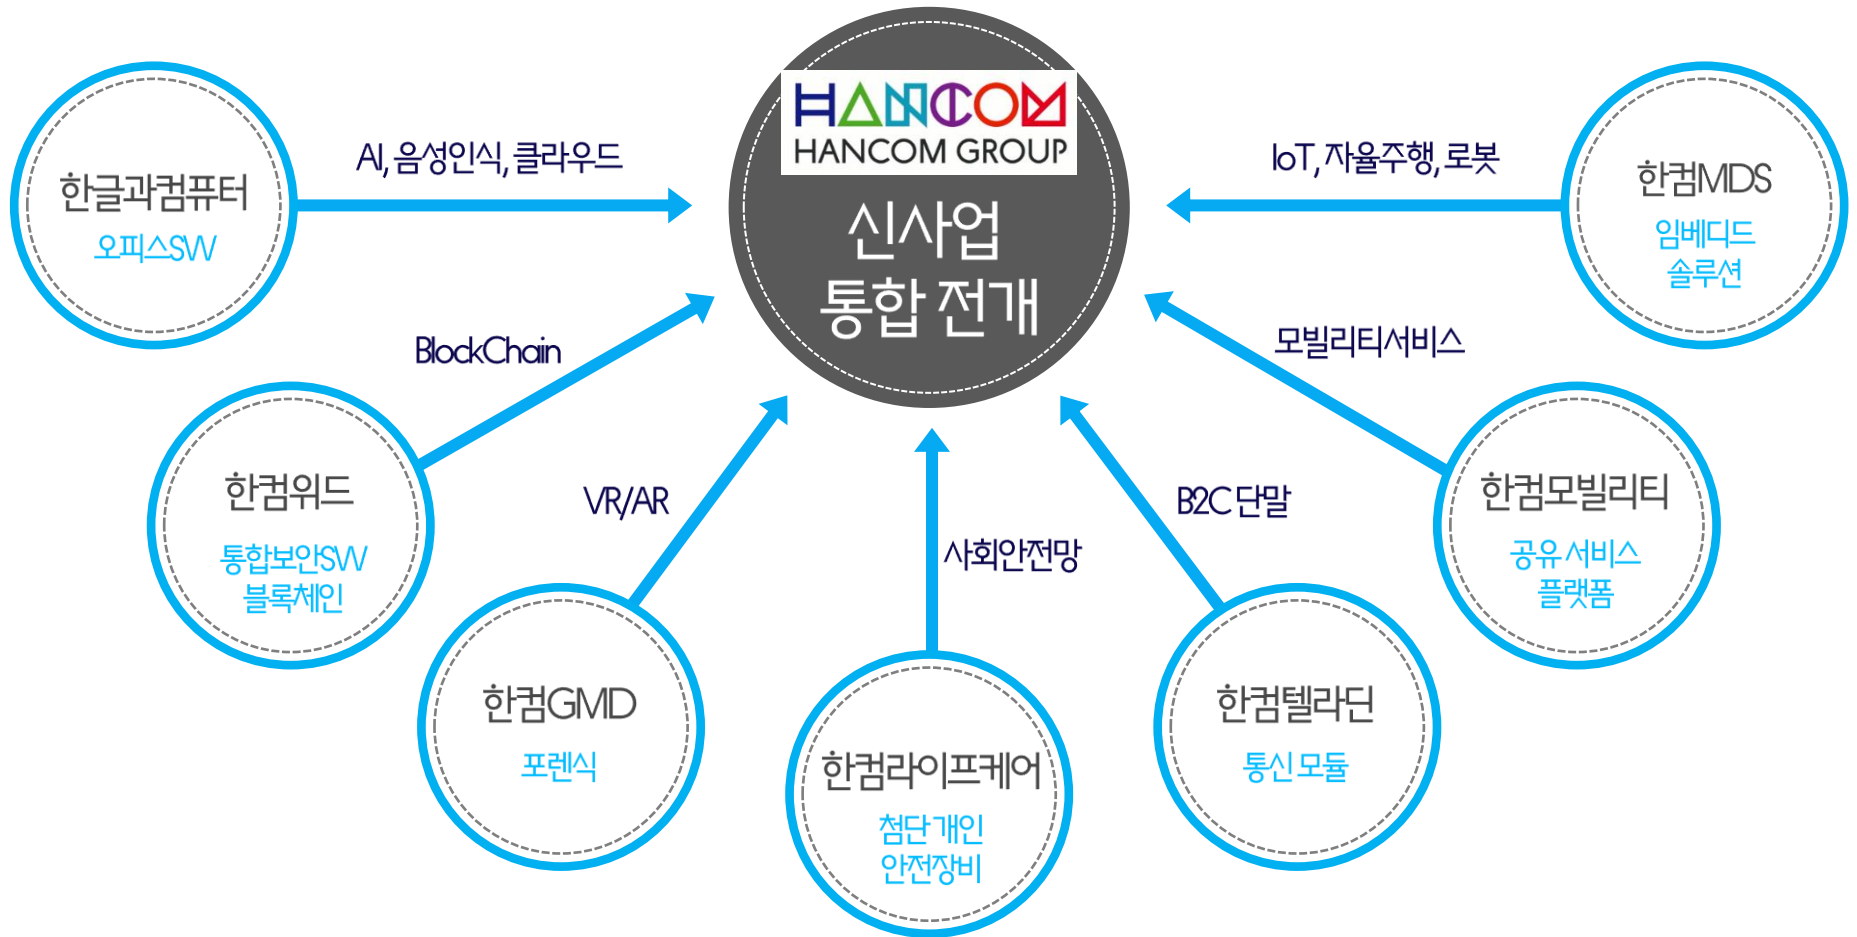 HANCOM
HANCOM GROUP
신사업
통합 전개
한글과컴퓨터
오피스SW
AI, 음성인식, 클라우드
IoT, 자율주행, 로봇
한컴MDS
임베디드
솔루션
BlockChain
모빌리티서비스
한컴위드
통합보안SW
블록체인
VR/AR
사회안전망
B2C 단말
한컴모빌리티
공유 서비스
플랫폼
한컴GMD
포렌식
한컴라이프케어
첨단 개인
안전장비
한컴텔라딘
통신 모듈